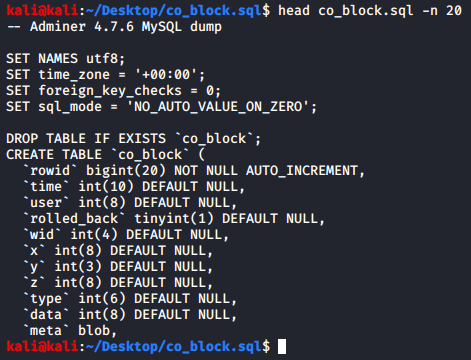 kali@kali:~/Desktop/co_block.sql$ head co_block.sql -n 20
-- Adminer 4.7.6 MySQL dump

SET NAMES utf8;
SET time_zone = '+00:00';
SET foreign_key_checks = 0;
SET sql_mode = 'NO_AUTO_VALUE_ON_ZERO';

DROP TABLE IF EXISTS `co_block`;
CREATE TABLE `co_block` (
  `rowid` bigint(20) NOT NULL AUTO_INCREMENT,
  `time` int(10) DEFAULT NULL,
  `user` int(8) DEFAULT NULL,
  `rolled_back` tinyint(1) DEFAULT NULL,
  `wid` int(4) DEFAULT NULL,
  `x` int(8) DEFAULT NULL,
  `y` int(3) DEFAULT NULL,
  `z` int(8) DEFAULT NULL,
  `type` int(6) DEFAULT NULL,
  `data` int(8) DEFAULT NULL,
  `meta` blob,
kali@kali:~/Desktop/co_block.sql$